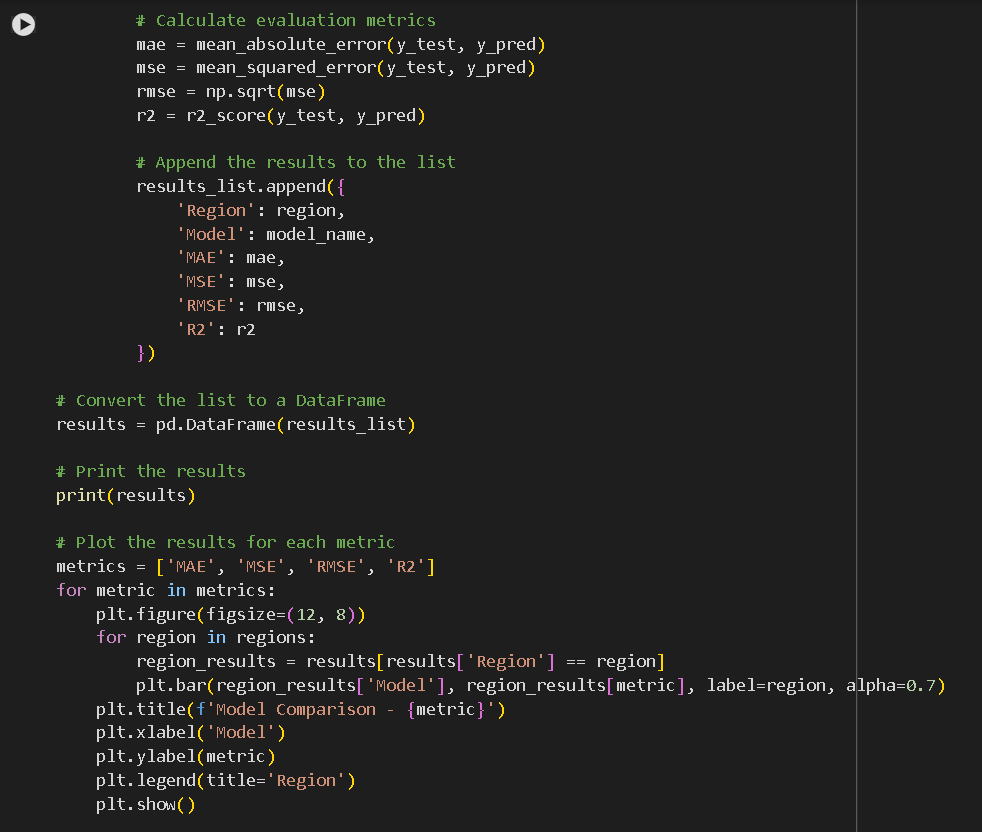 # Calculate evaluation metrics
mae = mean_absolute_error(y_test, y_pred)
mse = mean_squared_error(y_test, y_pred)
rmse = np.sqrt(mse)
r2 = r2_score(y_test, y_pred)
# Append the results to the list
results_list.append({
'Region': region,
'Model': model_name,
'MAE': mae,
'MSE': mse,
'RMSE': rmse,
'R2': r2
})
# Convert the list to a DataFrame
results = pd.DataFrame(results_list)
# Print the results
print(results)
# Plot the results for each metric
metrics = ['MAE', 'MSE', 'RMSE', 'R2']
for metric in metrics:
plt.figure(figsize=(12, 8))
for region in regions:
region_results = results[results['Region'] == region]
plt.bar(region_results['Model'], region_results[metric], label=region, alpha=0.7)
plt.title(f'Model Comparison - {metric}')
plt.xlabel('Model')
plt.ylabel(metric)
plt.legend(title='Region')
plt.show()